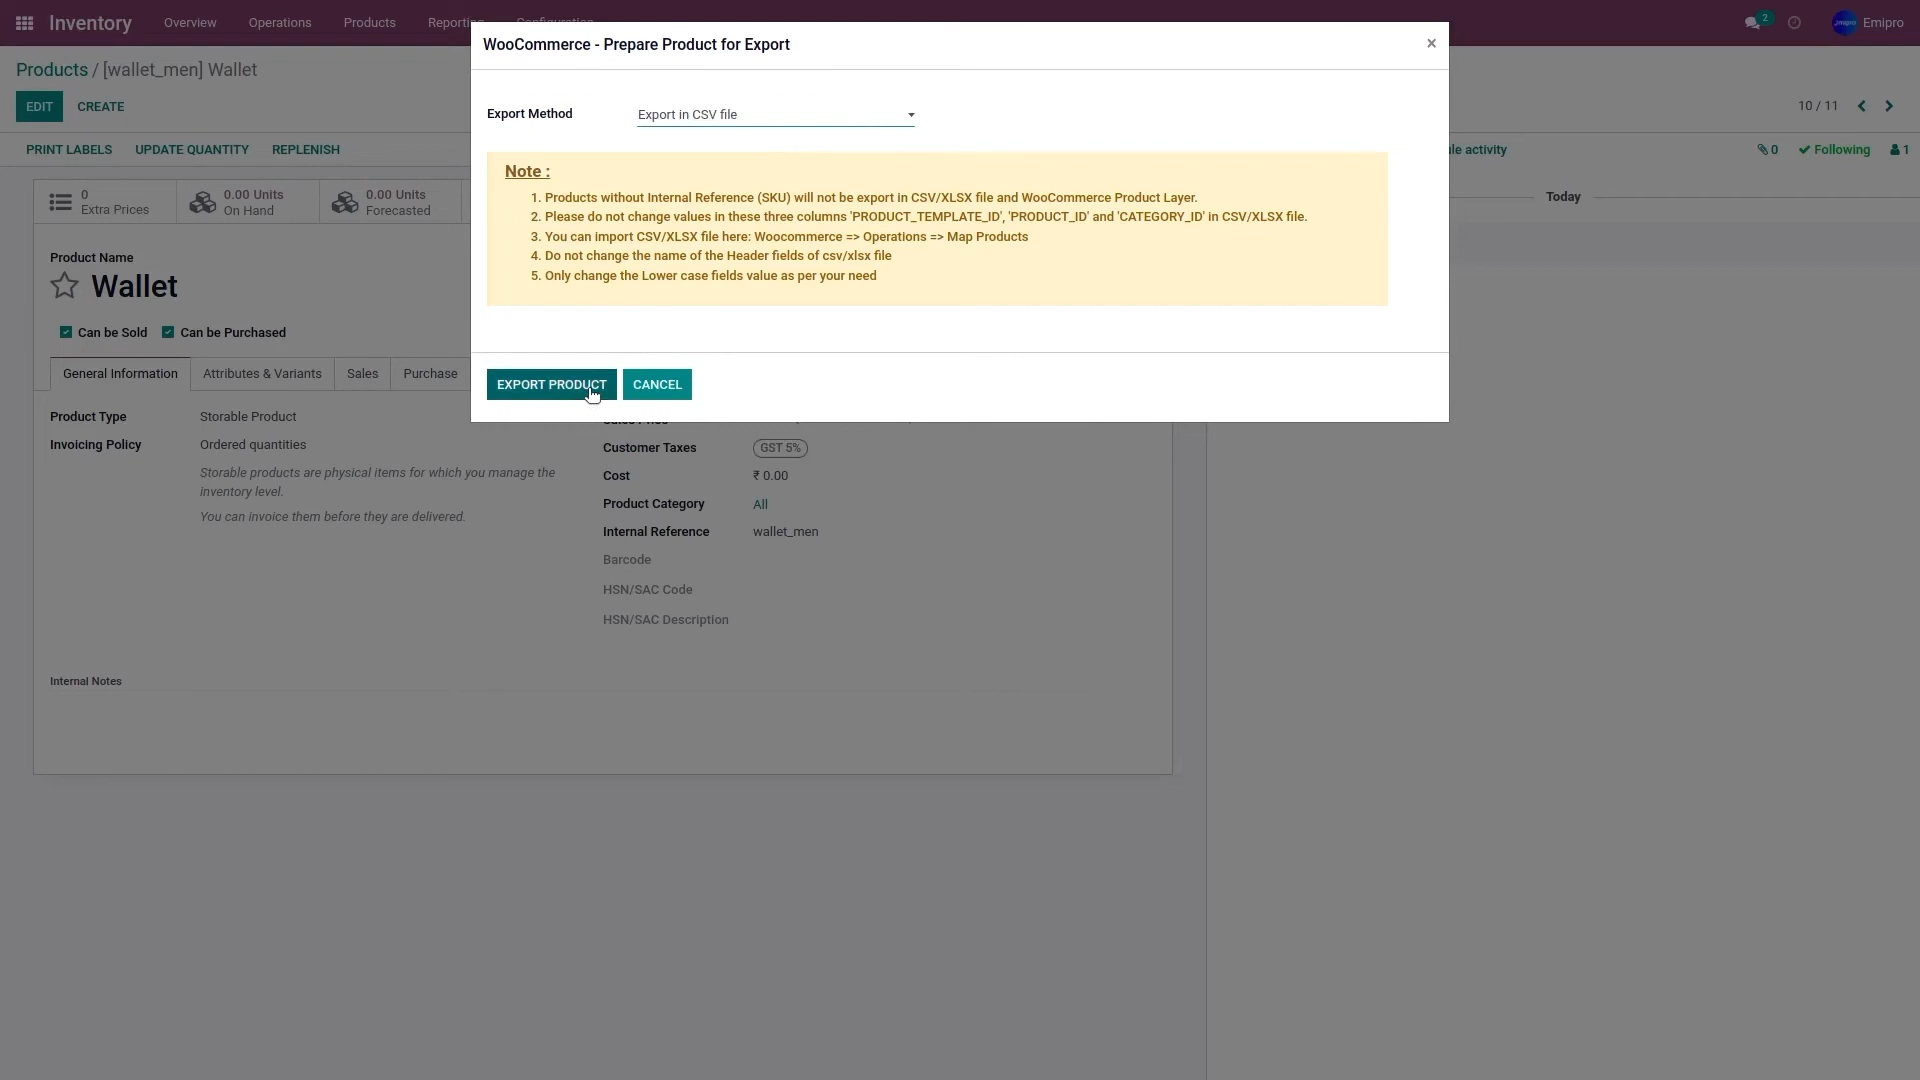 Inventory
Overview
Operations
Products
Reporting
Configuration
2
Emipro
WooCommerce - Prepare Product for Export
×
Products / [wallet_men] Wallet
EDIT
CREATE
10 / 11
Export Method
Export in CSV file
PRINT LABELS
UPDATE QUANTITY
REPLENISH
le activity
0
Following
1
Note :
1. Products without Internal Reference (SKU) will not be export in CSV/XLSX file and WooCommerce Product Layer.
2. Please do not change values in these three columns 'PRODUCT_TEMPLATE_ID', 'PRODUCT_ID' and 'CATEGORY_ID' in CSV/XLSX file.
3. You can import CSV/XLSX file here: Woocommerce => Operations => Map Products
4. Do not change the name of the Header fields of csv/xlsx file
5. Only change the Lower case fields value as per your need
0
Extra Prices
0.00 Units
On Hand
0.00 Units
Forecasted
Today
Product Name
Wallet
Can be Sold
Can be Purchased
General Information
Attributes & Variants
Sales
Purchase
EXPORT PRODUCT
CANCEL
Product Type
Storable Product
Invoicing Policy
Ordered quantities
Storable products are physical items for which you manage the
inventory level.
You can invoice them before they are delivered.
Customer Taxes
GST 5%
Cost
₹ 0.00
Product Category
All
Internal Reference
wallet_men
Barcode
HSN/SAC Code
HSN/SAC Description
Internal Notes